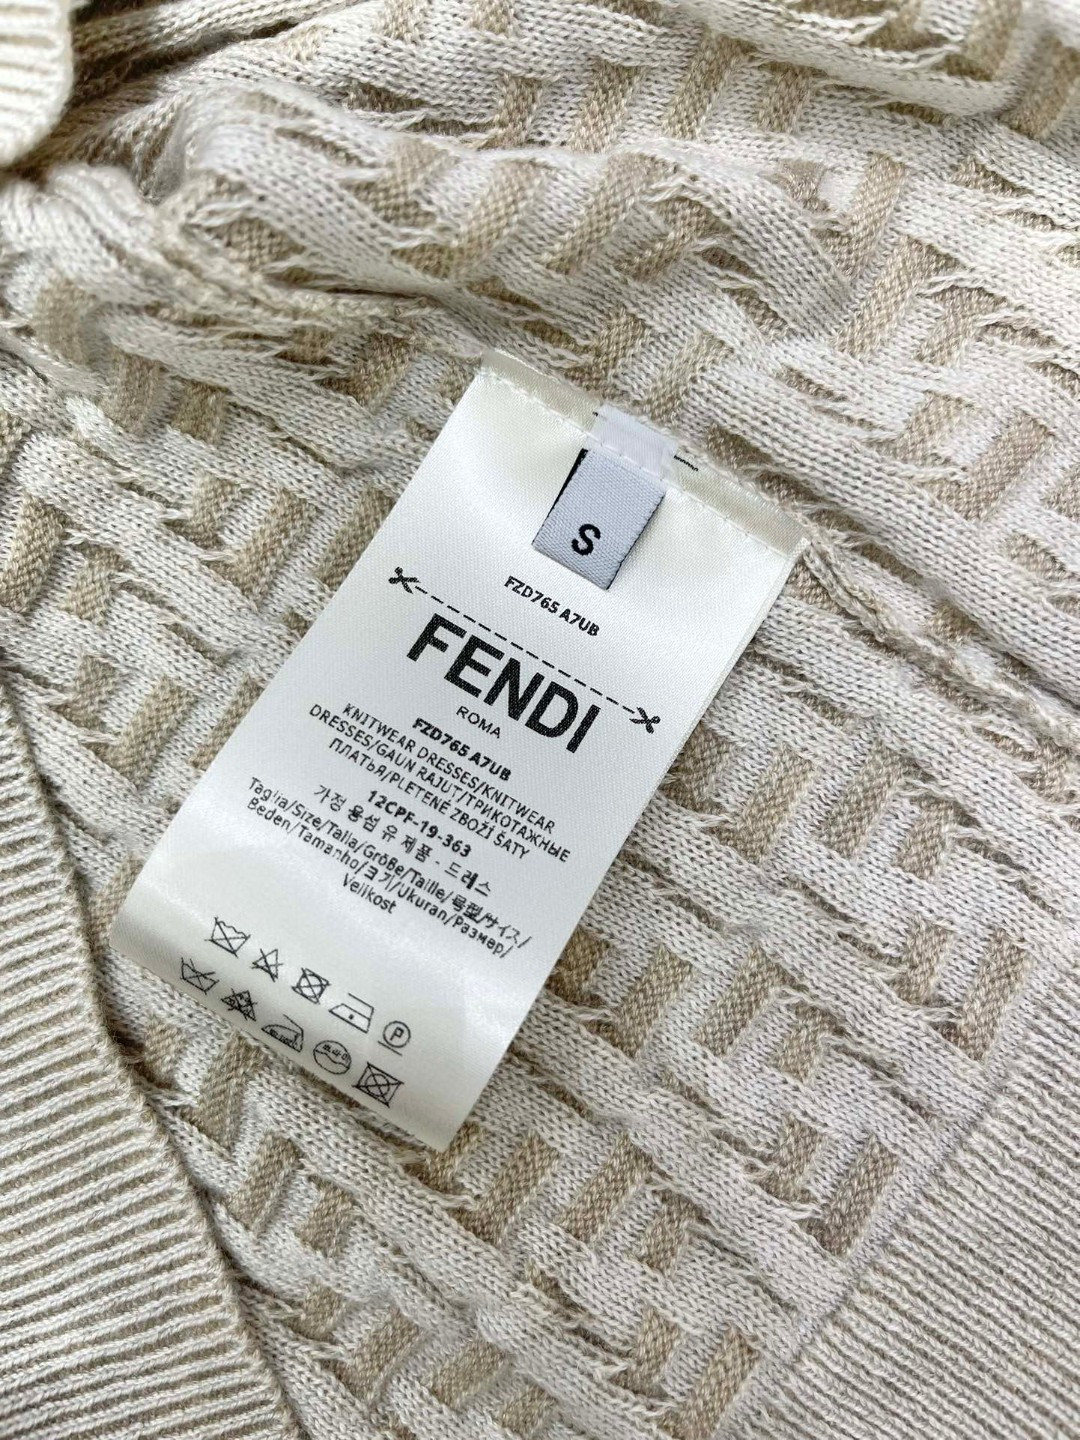 S
FZD765 A7UB
FENDI
ROMA
FZD765 A7UB
KNITWEAR DRESSES/KNITWEAR
DRESSES/GAUN RAJUT/ТРИКОТАЖНЫЕ
ПЛАТЬЯ/PLETENÉ ZBOŽÍ ŠATY
12CPF-19-363
가정 용섬 유 제품 - 드레스
Taglia/Size/Talla/Größe/Taille/号型/サイズ/
Beden/Tamanho/크기/Ukuran/Размер/
Velikost
P